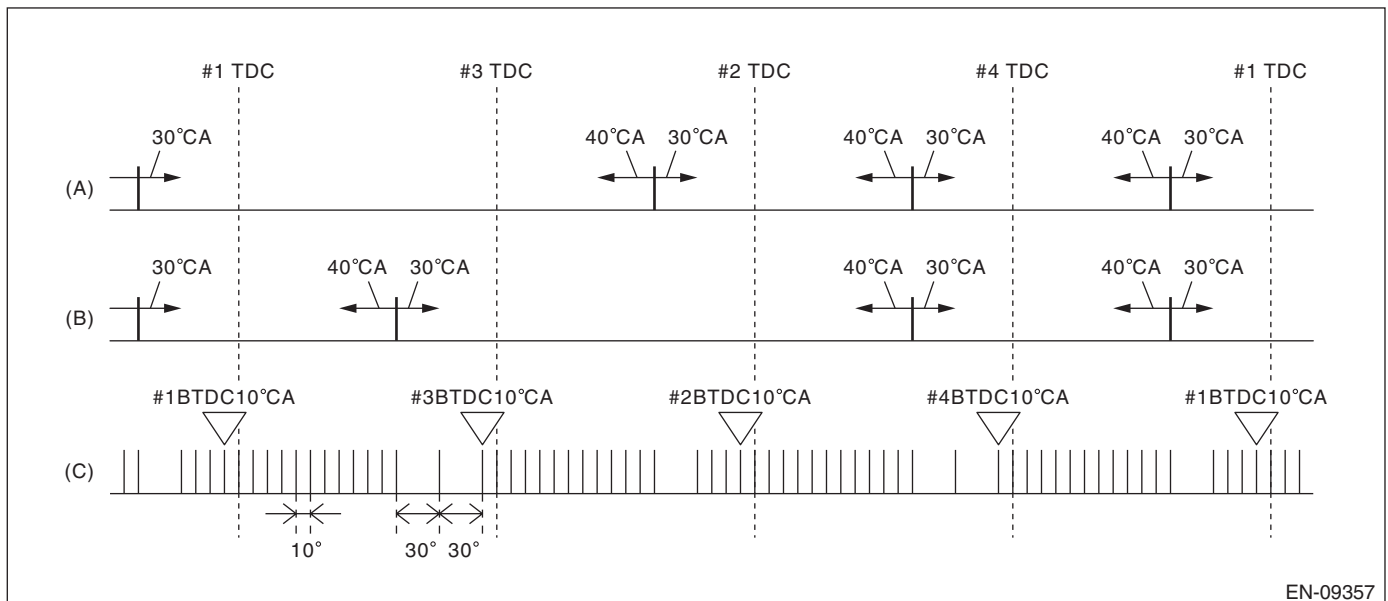 #1 TDC #3 TDC #2 TDC #4 TDC #1 TDC
30°CA 40°CA 30°CA 40°CA 30°CA 40°CA 30°CA
(A)
30°CA 40°CA 30°CA 40°CA 30°CA 40°CA 30°CA
(B)
#1BTDC10°CA #3BTDC10°CA #2BTDC10°CA #4BTDC10°CA #1BTDC10°CA
(C)
10° 30° 30°
EN-09357